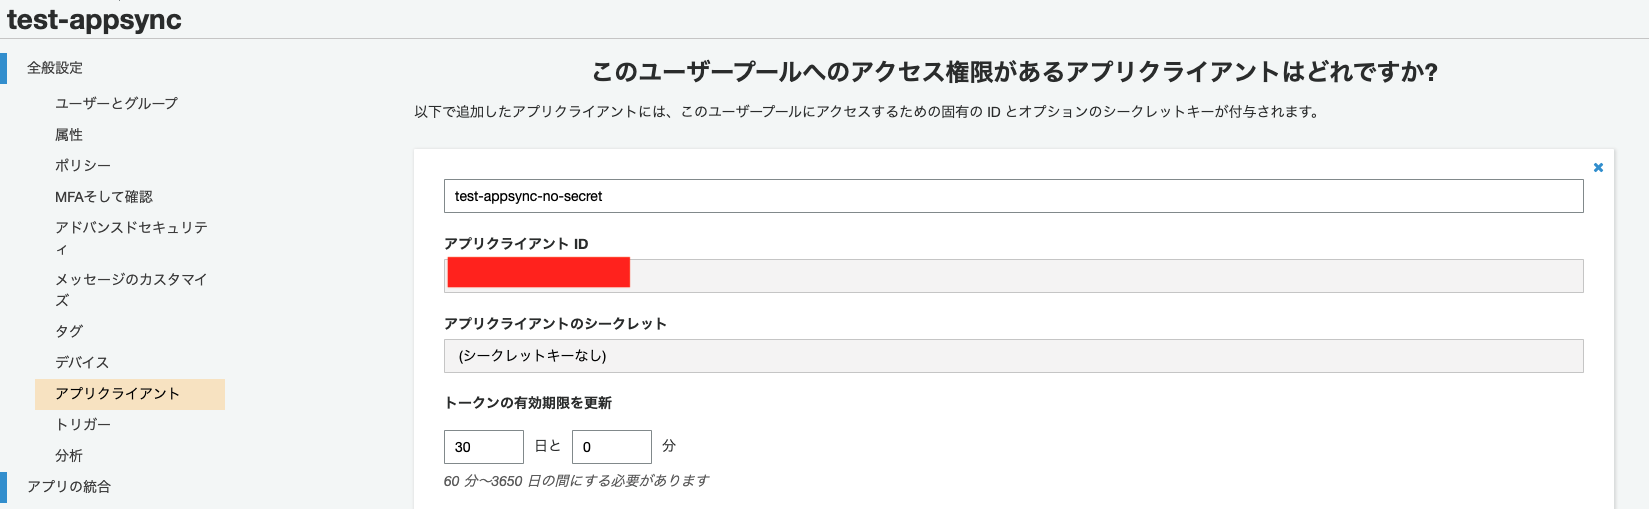 test-appsync
全般設定
ユーザーとグループ
属性
ポリシー
MFAそして確認
アドバンスドセキュリテ
ィ
メッセージのカスタマイ
ズ
タグ
デバイス
アプリクライアント
トリガー
分析
アプリの統合
このユーザープールへのアクセス権限があるアプリクライアントはどれですか?
以下で追加したアプリクライアントには、このユーザープールにアクセスするための固有の ID とオプションのシークレットキーが付与されます。
test-appsync-no-secret
アプリクライアント ID
アプリクライアントのシークレット
(シークレットキーなし)
トークンの有効期限を更新
30 日と 0 分
60 分〜3650 日の間にする必要があります